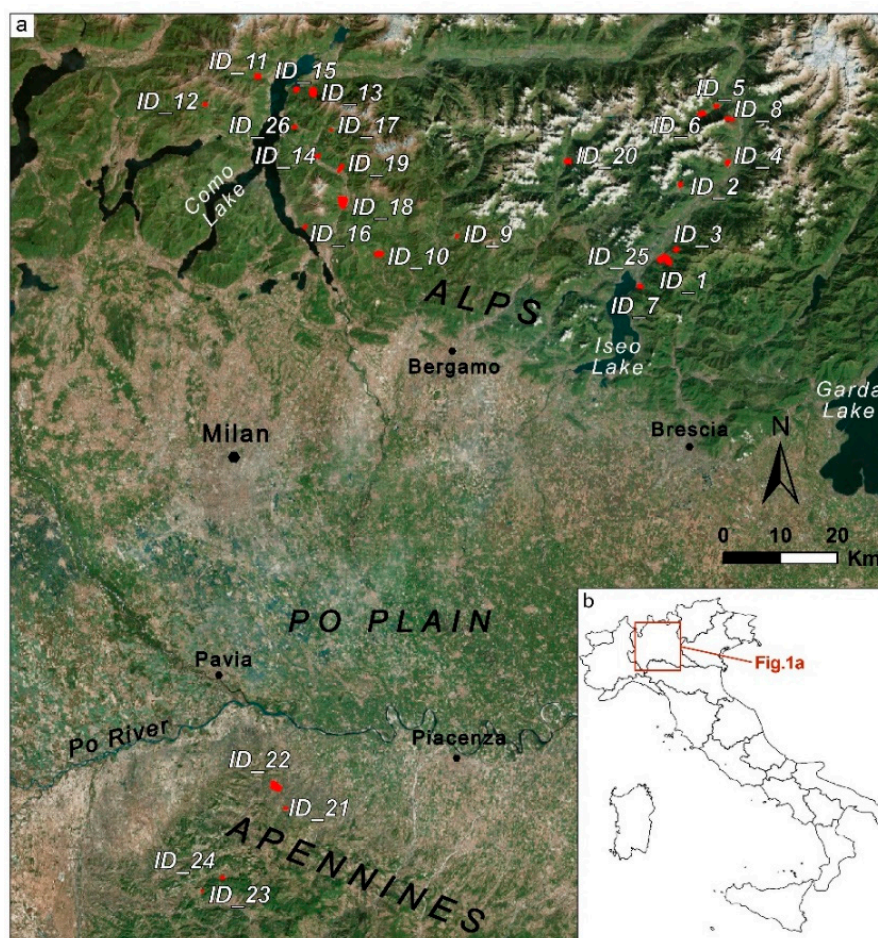 a
ID_11
ID_15
ID_13
ID_12
ID_26
ID_17
ID_14
ID_19
ID_18
ID_16
ID_10
ID_9
ID_20
ID_5
ID_6
ID_8
ID_4
ID_2
ID_3
ID_25
ID_1
ID_7
Como
Lake
ALPS
Iseo
Lake
Garda
Lake
Bergamo
Milan
Brescia
N
0 10 20
Km
PO PLAIN
Pavia
Po River
Piacenza
ID_22
ID_21
APENNINES
ID_24
ID_23
b
Fig.1a